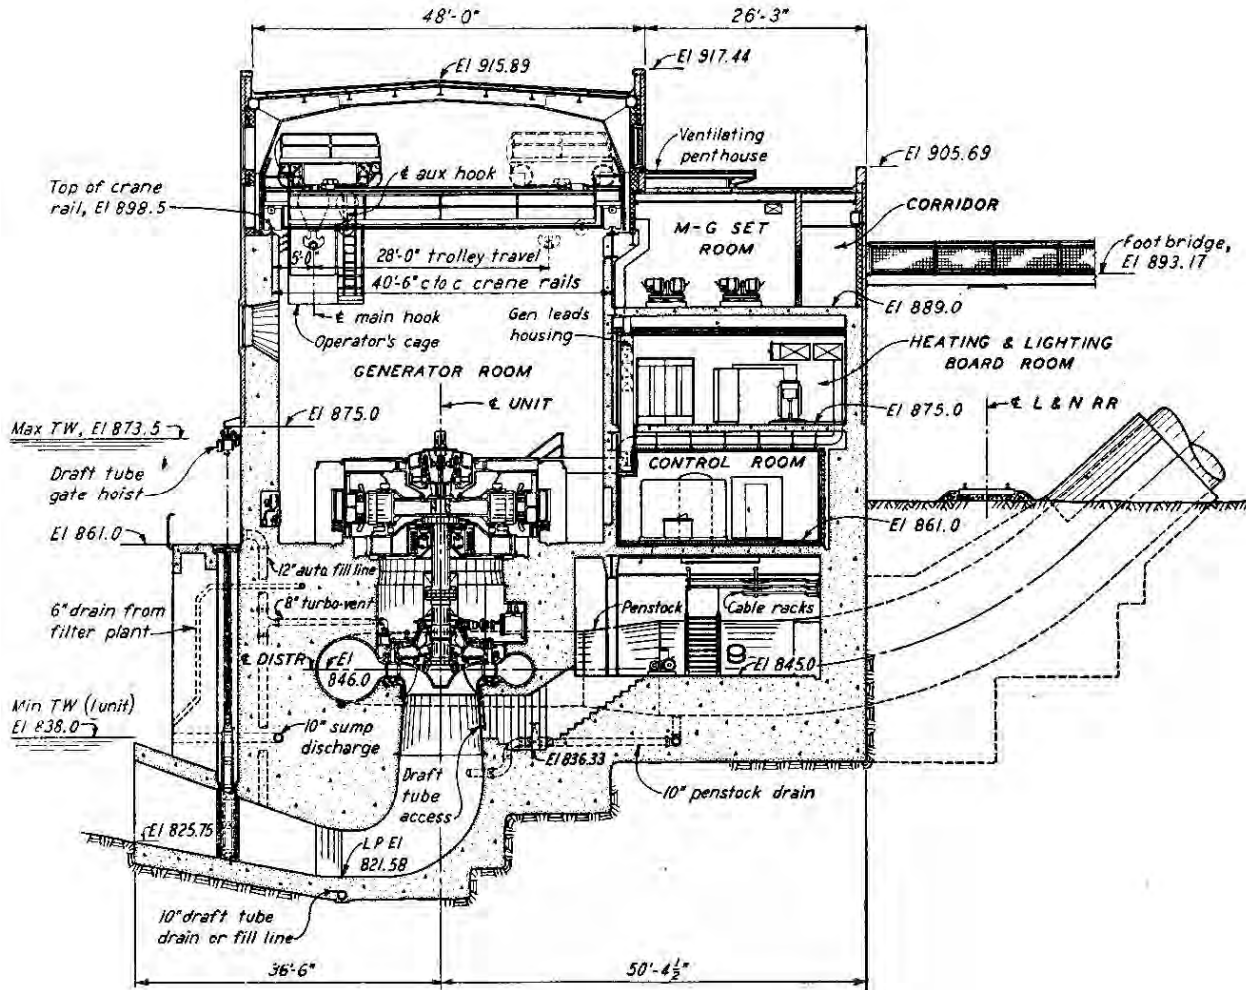 48'-0"
26'-3"
El 915.89
El 917.44
Ventilating
penthouse
El 905.69
Top of crane
rail, El 898.5
℄ aux hook
CORRIDOR
M-G SET
ROOM
Foot bridge,
El 893.17
5'-0"
28'-0" trolley travel
40'-6" c to c crane rails
El 889.0
℄ main hook
Operator's cage
Gen leads
housing
HEATING & LIGHTING
BOARD ROOM
GENERATOR ROOM
℄ UNIT
℄ L & N RR
El 875.0
El 875.0
Max TW, El 873.5
Draft tube
gate hoist
CONTROL ROOM
El 861.0
El 861.0
12" auto fill line
8" turbo-vent
6" drain from
filter plant
Penstock
Cable racks
℄ DISTR
El
846.0
El 845.0
Min TW (1 unit)
El 838.0
10" sump
discharge
El 836.33
Draft
tube
access
10" penstock drain
El 825.75
L P El
821.58
10" draft tube
drain or fill line
36'-6"
50'-4½"